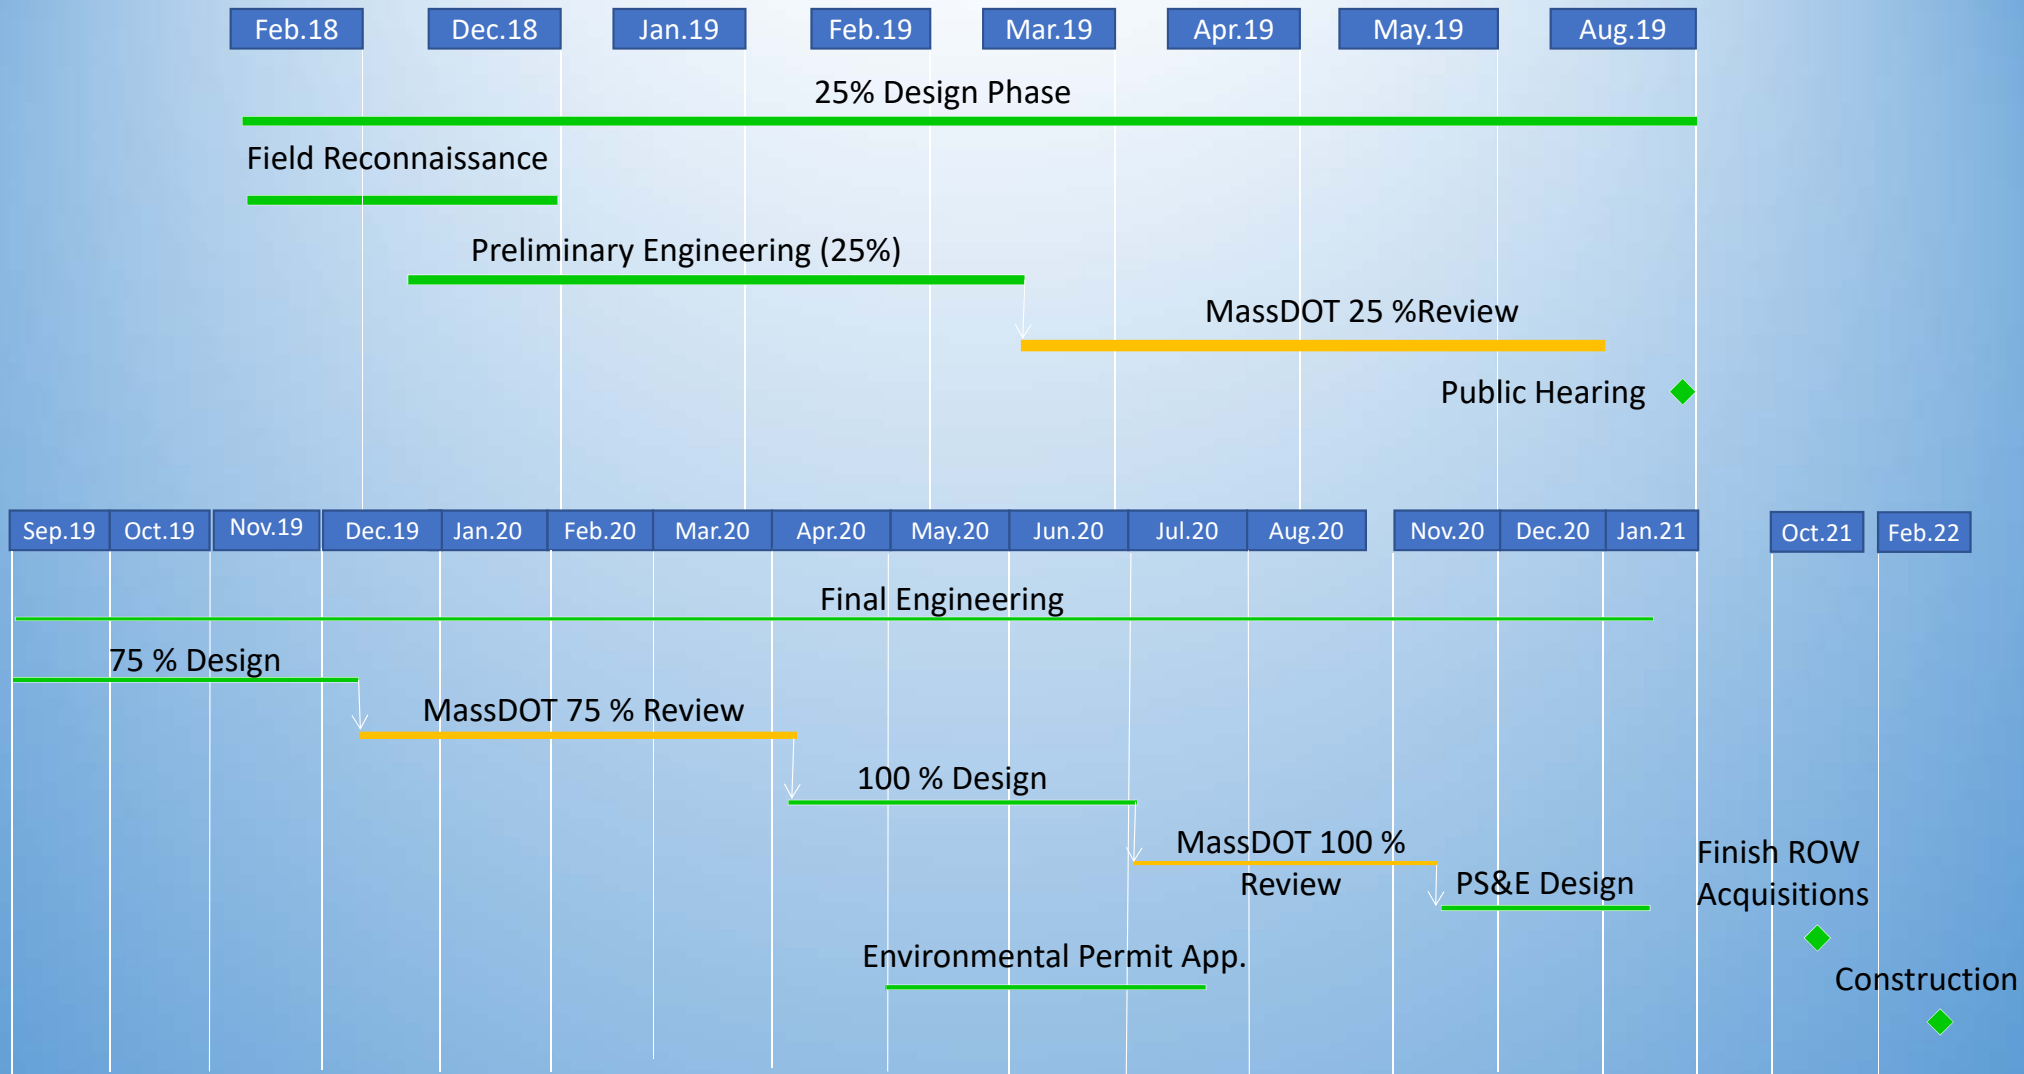 Feb.18 Dec.18 Jan.19 Feb.19 Mar.19 Apr.19 May.19 Aug.19
25% Design Phase
Field Reconnaissance
Preliminary Engineering (25%)
MassDOT 25 %Review
Public Hearing
Sep.19 Oct.19 Nov.19 Dec.19 Jan.20 Feb.20 Mar.20 Apr.20 May.20 Jun.20 Jul.20 Aug.20 Nov.20 Dec.20 Jan.21 Oct.21 Feb.22
Final Engineering
75 % Design
MassDOT 75 % Review
100 % Design
MassDOT 100 %
Review
PS&E Design
Finish ROW
Acquisitions
Environmental Permit App.
Construction